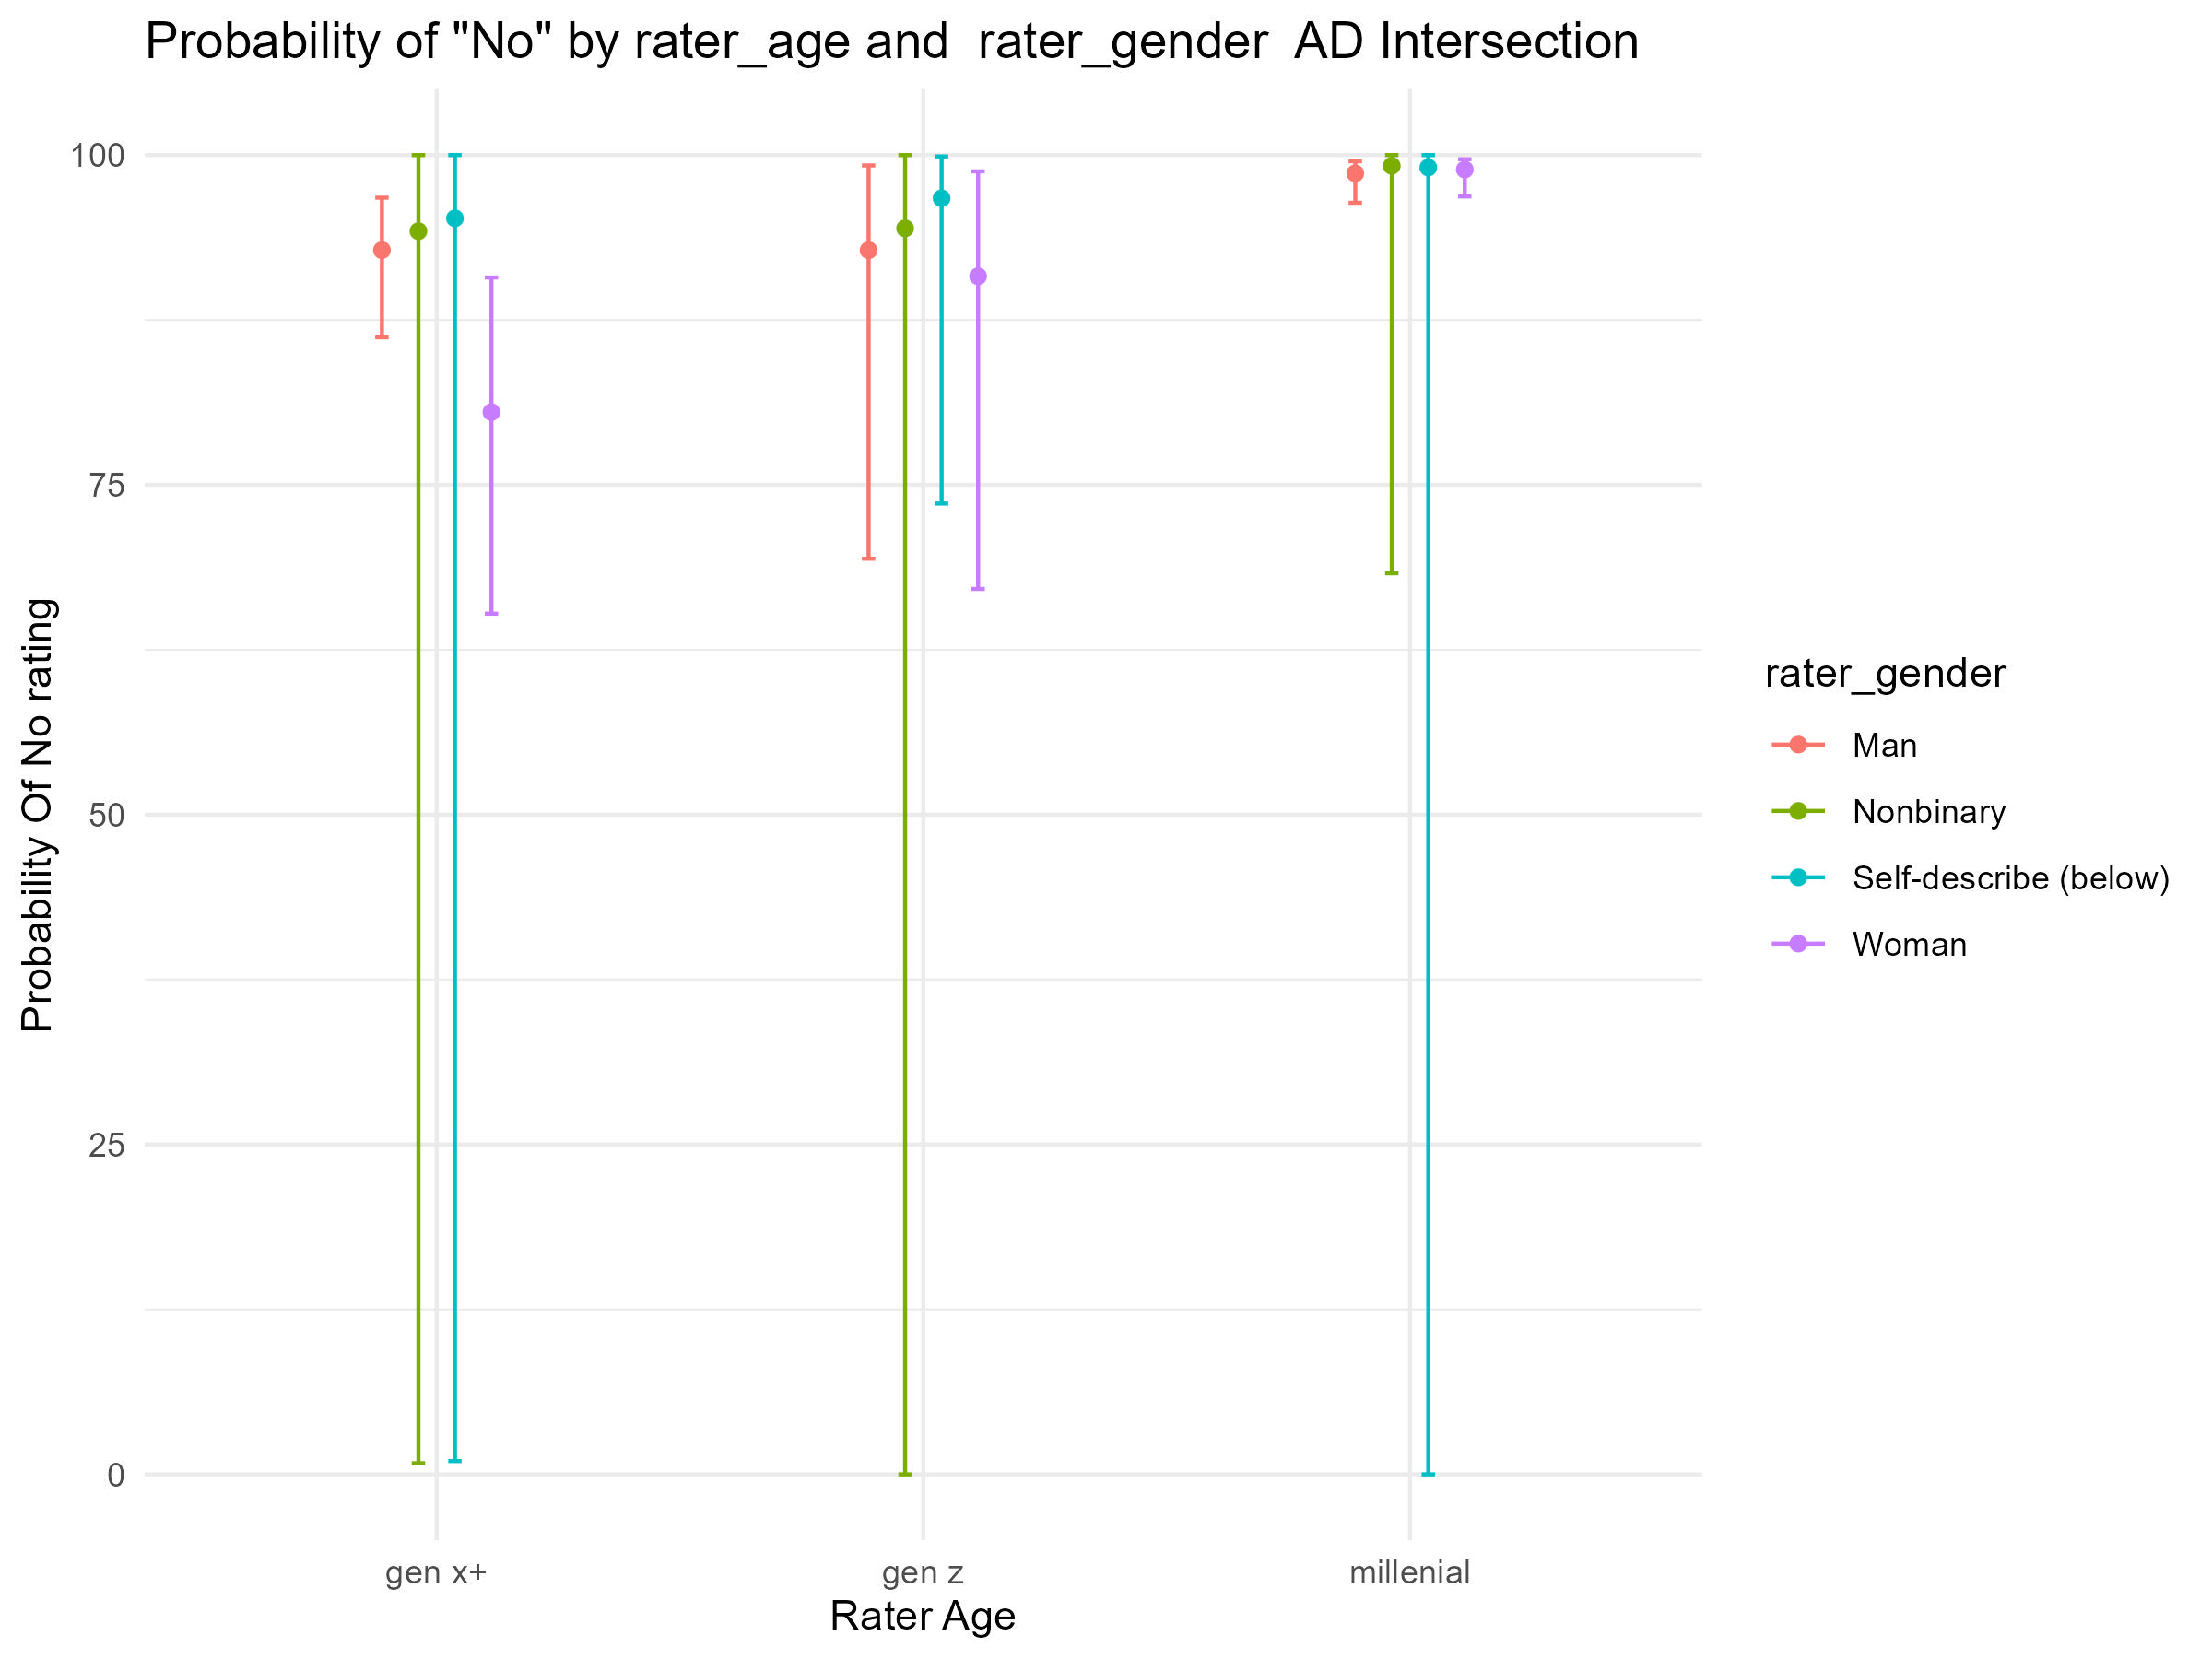 Probability of "No" by rater_age and  rater_gender  AD Intersection
100
75
50
25
0
Probability Of No rating
gen x+
gen z
millenial
Rater Age
rater_gender
Man
Nonbinary
Self-describe (below)
Woman